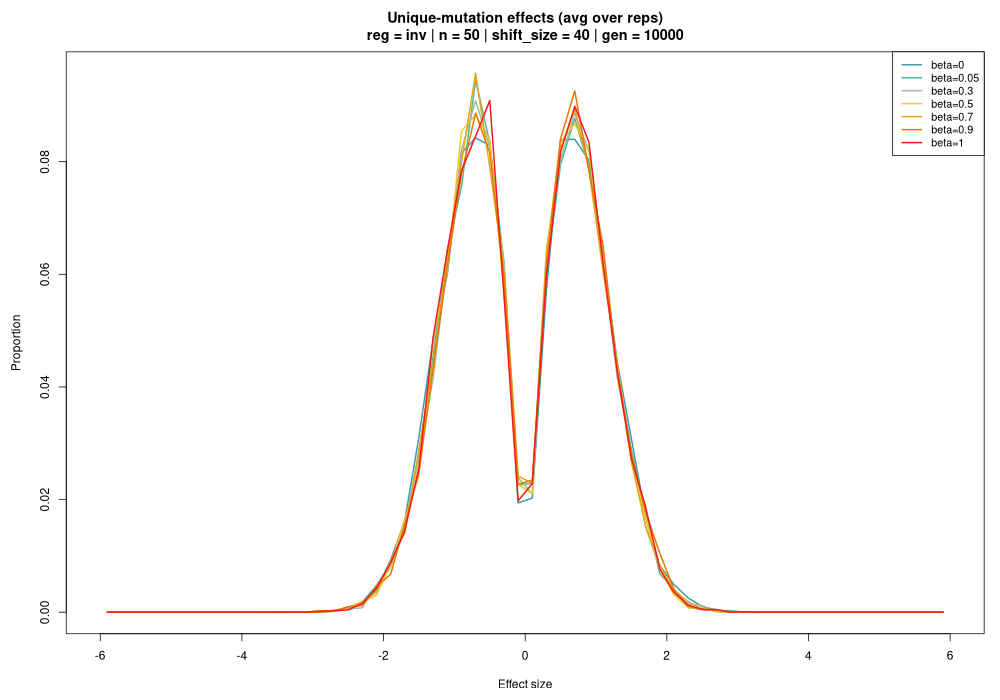 Unique-mutation effects (avg over reps)
reg = inv | n = 50 | shift_size = 40 | gen = 10000
beta=0
beta=0.05
beta=0.3
beta=0.5
beta=0.7
beta=0.9
beta=1
Proportion
0.08
0.06
0.04
0.02
0.00
-6
-4
-2
0
2
4
6
Effect size